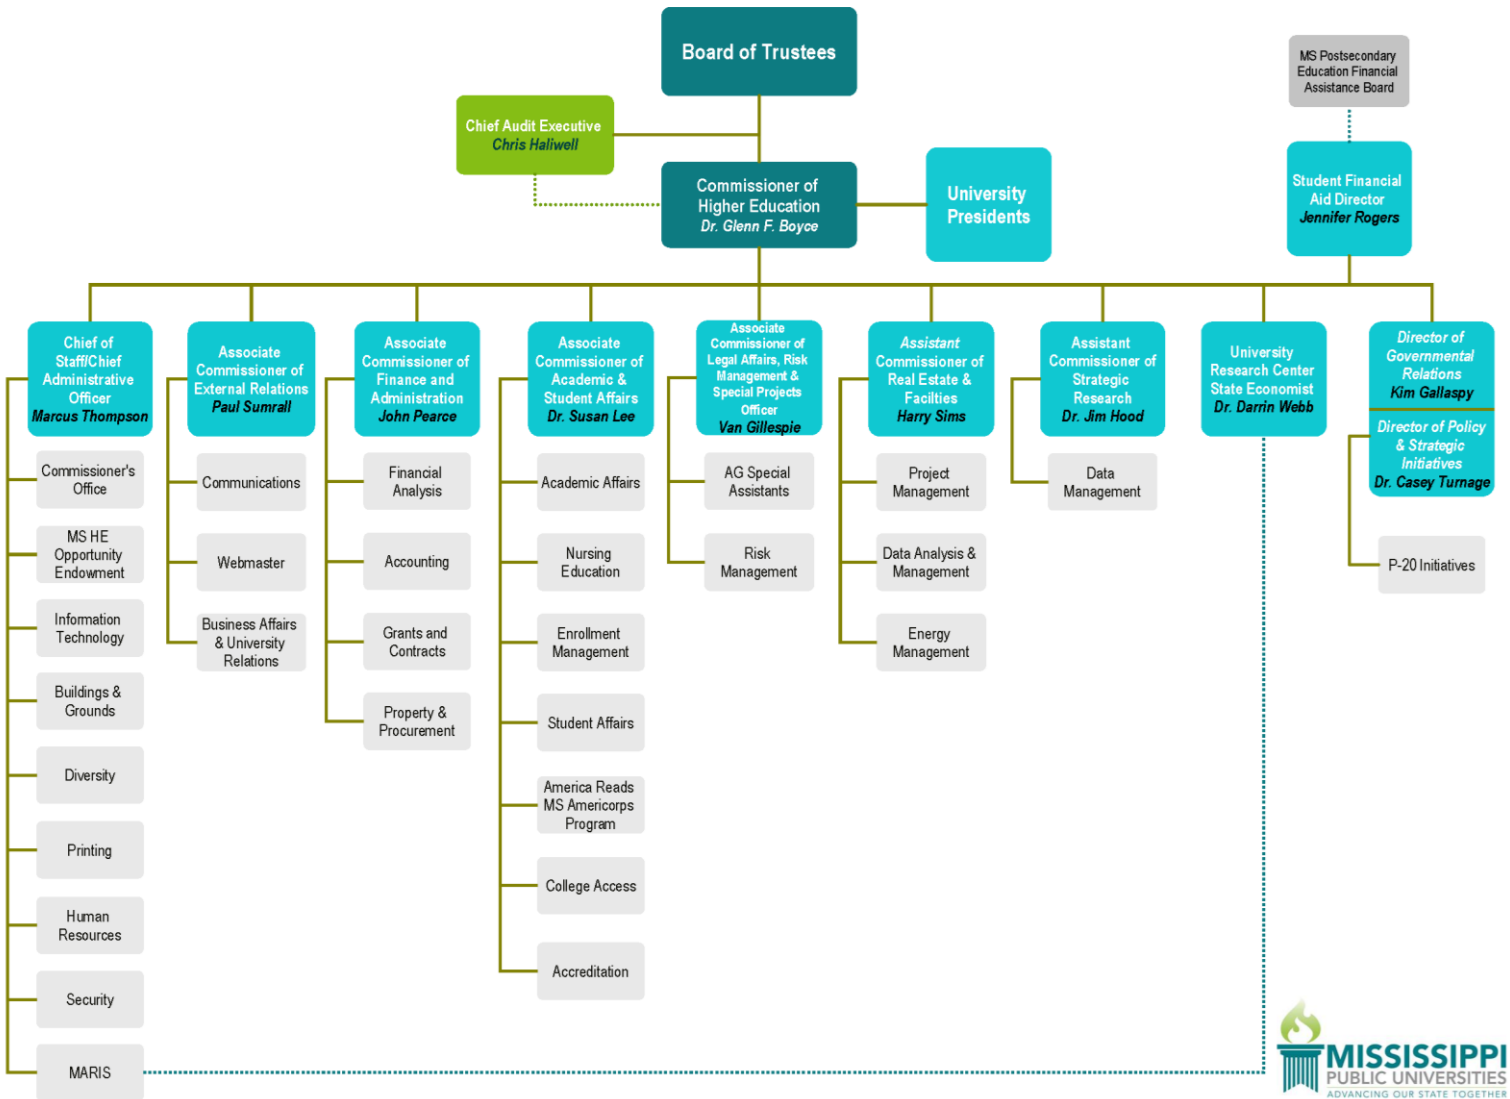 Board of Trustees
MS Postsecondary
Education Financial
Assistance Board
Chief Audit Executive
Chris Haliwell
Commissioner of
Higher Education
Dr. Glenn F. Boyce
University
Presidents
Student Financial
Aid Director
Jennifer Rogers
Chief of
Staff/Chief
Administrative
Officer
Marcus Thompson
Commissioner's
Office
MS HE
Opportunity
Endowment
Information
Technology
Buildings &
Grounds
Diversity
Printing
Human
Resources
Security
MARIS
Associate
Commissioner of
External Relations
Paul Sumrall
Communications
Webmaster
Business Affairs
& University
Relations
Associate
Commissioner of
Finance and
Administration
John Pearce
Financial
Analysis
Accounting
Grants and
Contracts
Property &
Procurement
Associate
Commissioner of
Academic &
Student Affairs
Dr. Susan Lee
Academic Affairs
Nursing
Education
Enrollment
Management
Student Affairs
America Reads
MS Americorps
Program
College Access
Accreditation
Associate
Commissioner of
Legal Affairs, Risk
Management &
Special Projects
Officer
Van Gillespie
AG Special
Assistants
Risk
Management
Assistant
Commissioner of
Real Estate &
Facilties
Harry Sims
Project
Management
Data Analysis &
Management
Energy
Management
Assistant
Commissioner of
Strategic
Research
Dr. Jim Hood
Data
Management
University
Research Center
State Economist
Dr. Darrin Webb
Director of
Governmental
Relations
Kim Gallaspy
Director of Policy
& Strategic
Initiatives
Dr. Casey Turnage
P-20 Initiatives
MISSISSIPPI
PUBLIC UNIVERSITIES
ADVANCING OUR STATE TOGETHER